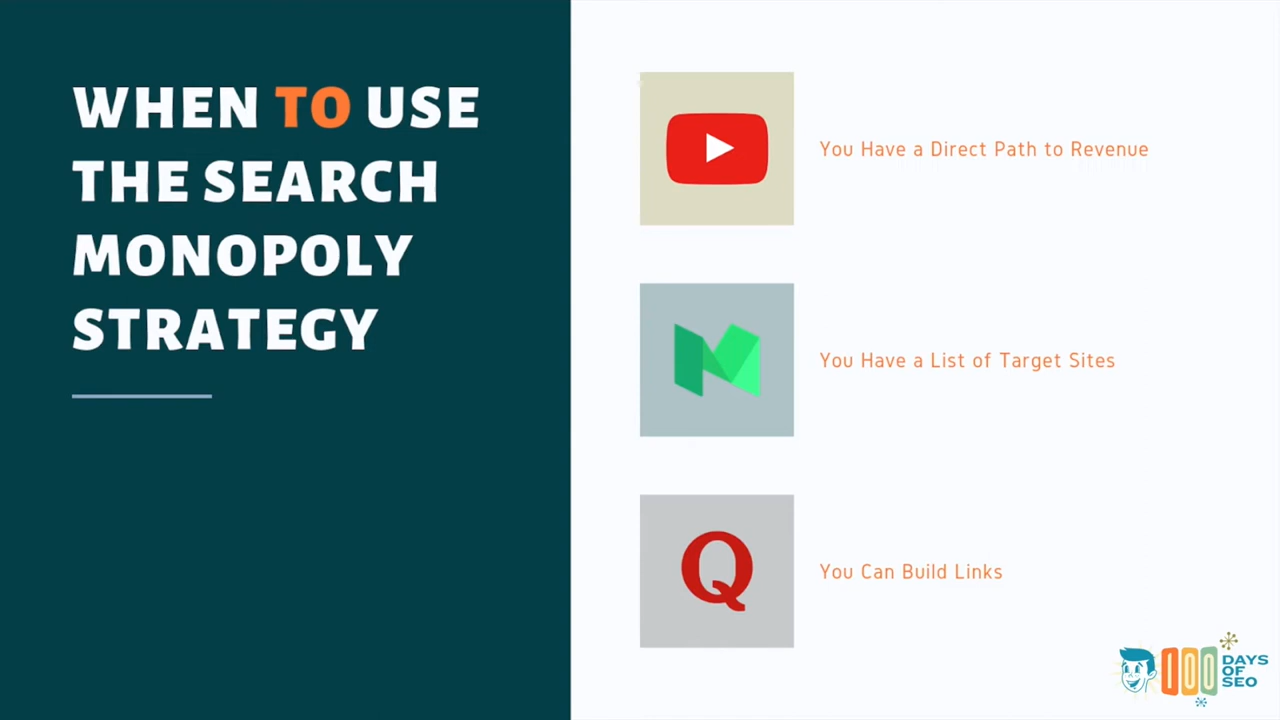 WHEN TO USE
THE SEARCH
MONOPOLY
STRATEGY
You Have a Direct Path to Revenue
You Have a List of Target Sites
You Can Build Links
100 DAYS
OF
SEO